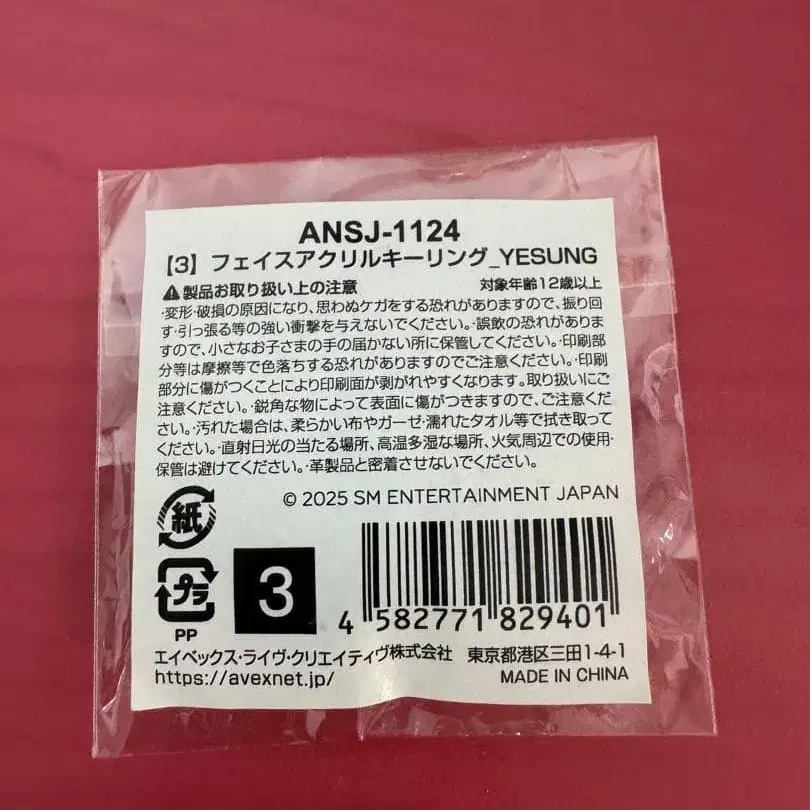 ANSJ-1124
【3】フェイスアクリルキーリング_YESUNG
⚠製品お取り扱い上の注意 対象年齢12歳以上
・変形・破損の原因になり、思わぬケガをする恐れがありますので、振り回
す・引っ張る等の強い衝撃を与えないでください。・誤飲の恐れがありま
すので、小さなお子さまの手の届かない所に保管してください。・印刷部
分等は摩擦等で色落ちする恐れがありますのでご注意ください。・印刷
部分に傷がつくことにより印刷面が剥がれやすくなります。取り扱いにご
注意ください。・鋭角な物によって表面に傷がつきますので、ご注意くだ
さい。・汚れた場合は、柔らかい布やガーゼ・濡れたタオル等で拭き取って
ください。・直射日光の当たる場所、高温多湿な場所、火気周辺での使用・
保管は避けてください。・革製品と密着させないでください。
© 2025 SM ENTERTAINMENT JAPAN
紙
プラ
PP
3
4 582771 829401
エイベックス・ライヴ・クリエイティヴ株式会社 東京都港区三田1-4-1
https://avexnet.jp/ MADE IN CHINA